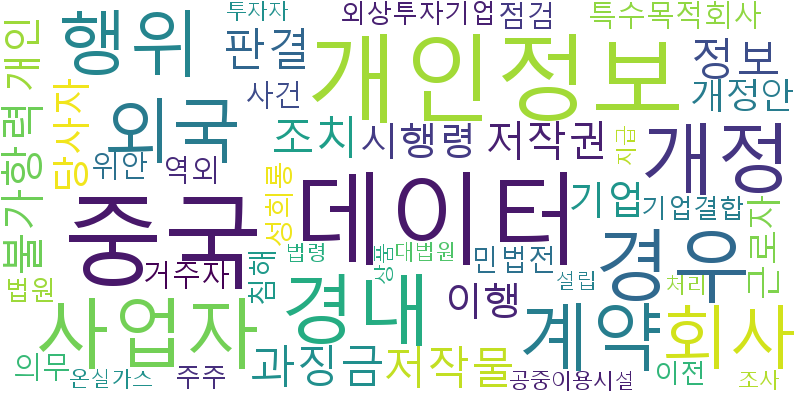 투자자
외상투자기업
점검
특수목적회사
행위
판결
개인정보
정보
개인
사건
개정안
당사자
외국
조치
시행령
저작권
개정
불가항력
위안
역외
지급
중국
데이터
기업
기업결합
경우
근로자
성희롱
법령
상품
대법원
민법전
침해
거주자
설립
처리
법원
사업자
경내
이행
계약
회사
의무
온실가스
주주
과징금
저작물
공중이용시설
이전
조사